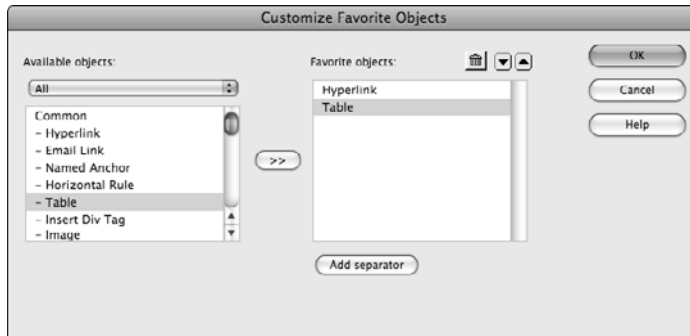 Customize Favorite Objects
Available objects:
All
Common
- Hyperlink
- Email Link
- Named Anchor
- Horizontal Rule
- Table
- Insert Div Tag
- Image
>>
Favorite objects:
Hyperlink
Table
Add separator
OK
Cancel
Help